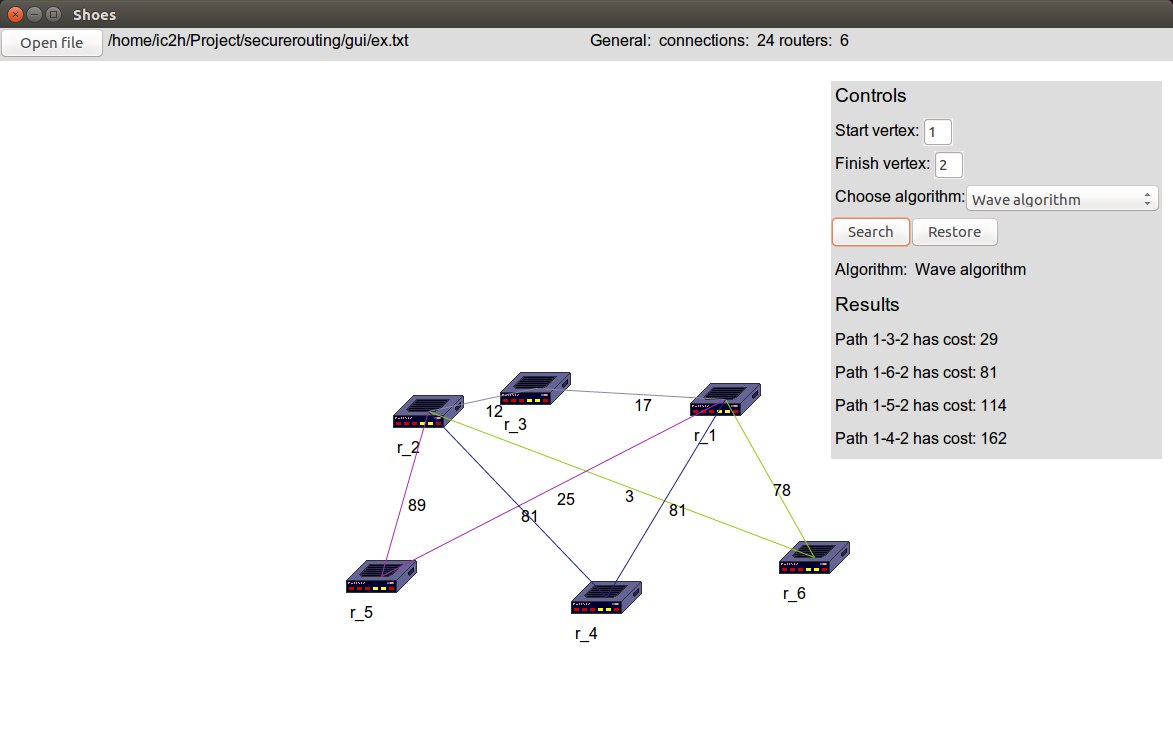 Shoes
Open file /home/ic2h/Project/securerouting/gui/ex.txt General: connections: 24 routers: 6
Controls
Start vertex: 1
Finish vertex: 2
Choose algorithm: Wave algorithm
Search Restore
Algorithm: Wave algorithm
Results
Path 1-3-2 has cost: 29
Path 1-6-2 has cost: 81
Path 1-5-2 has cost: 114
Path 1-4-2 has cost: 162
12 17
r_3
r_1
r_2
78
25 3
89 81 81
r_6
r_5
r_4